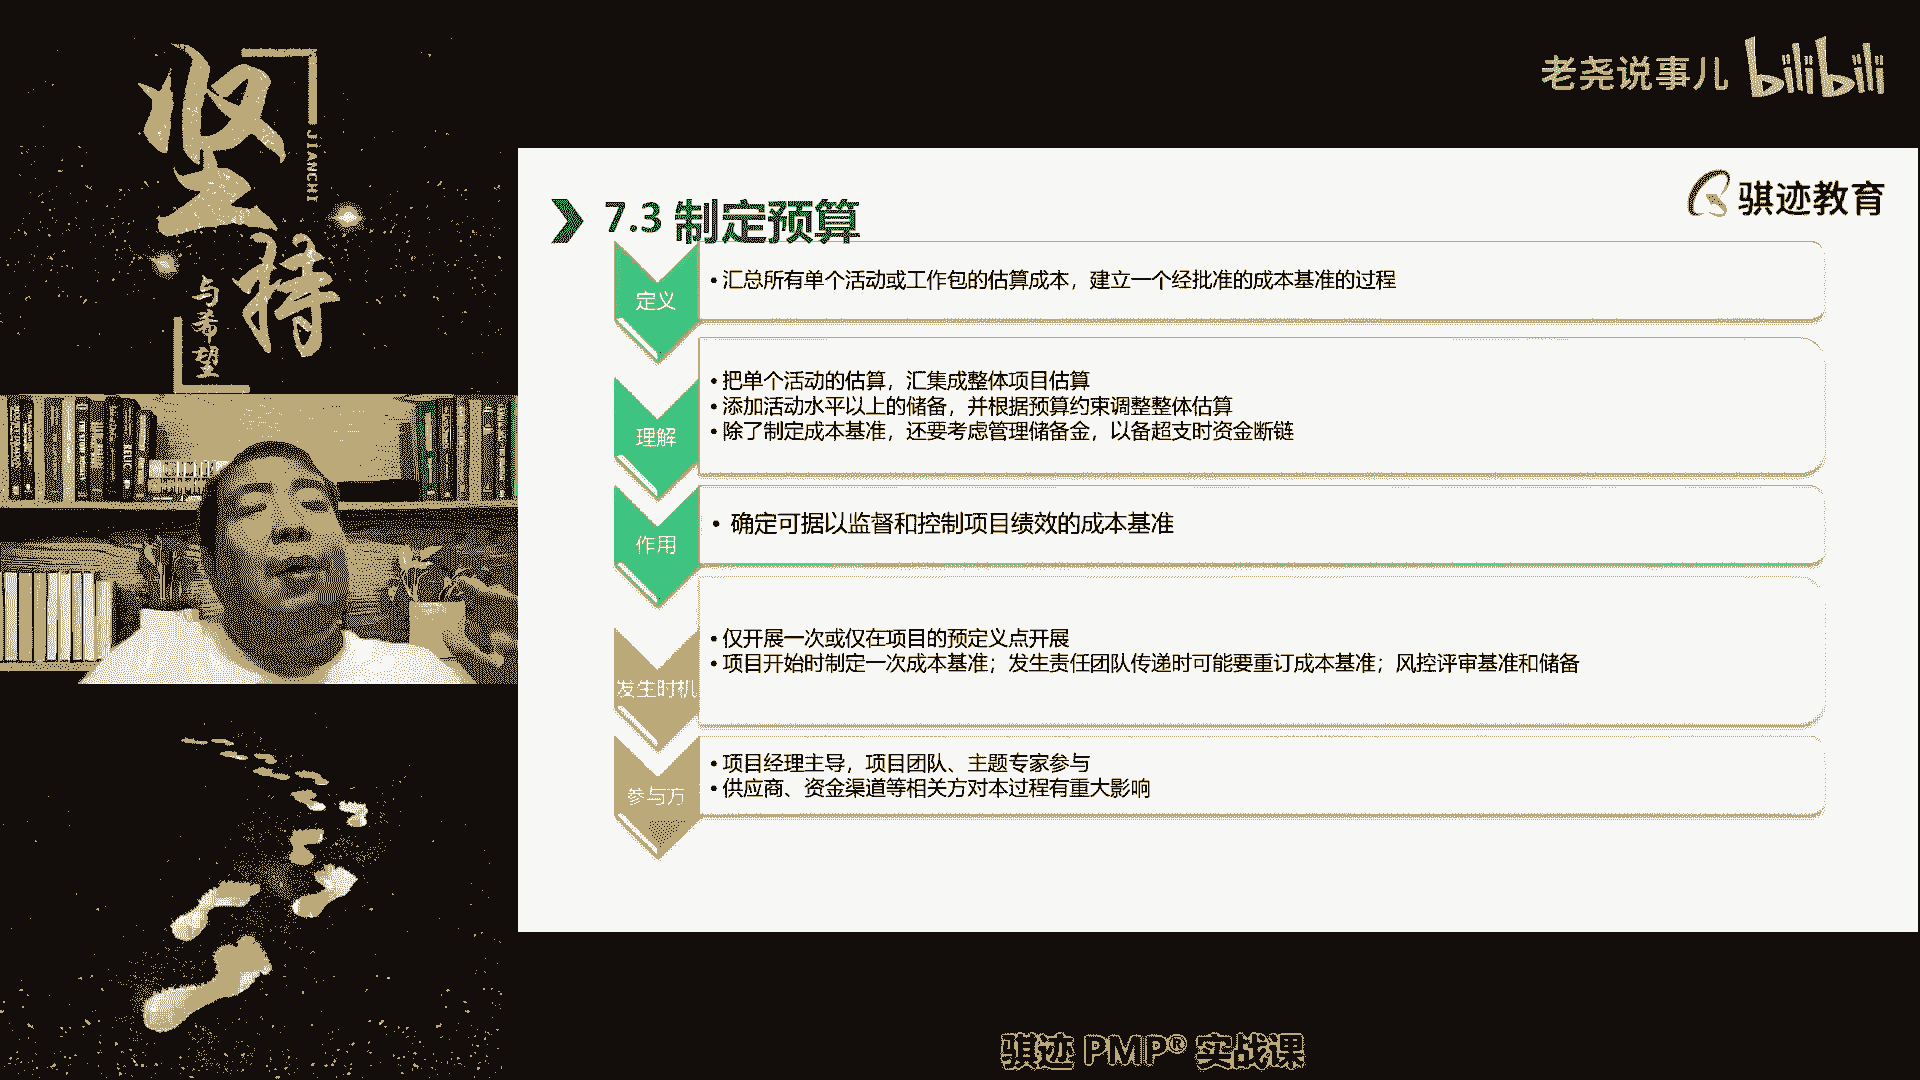 坚持
JIANCHI
与希望
老尧说事儿 bilibili
骐迹教育
7.3 制定预算
定义
•汇总所有单个活动或工作包的估算成本，建立一个经批准的成本基准的过程
理解
•把单个活动的估算，汇集成整体项目估算
•添加活动水平以上的储备，并根据预算约束调整整体估算
•除了制定成本基准，还要考虑管理储备金，以备超支时资金断链
作用
• 确定可据以监督和控制项目绩效的成本基准
发生时机
•仅开展一次或仅在项目的预定义点开展
•项目开始时制定一次成本基准；发生责任团队传递时可能要重订成本基准；风控评审基准和储备
参与方
•项目经理主导，项目团队、主题专家参与
•供应商、资金渠道等相关方对本过程有重大影响
骐迹 PMP® 实战课